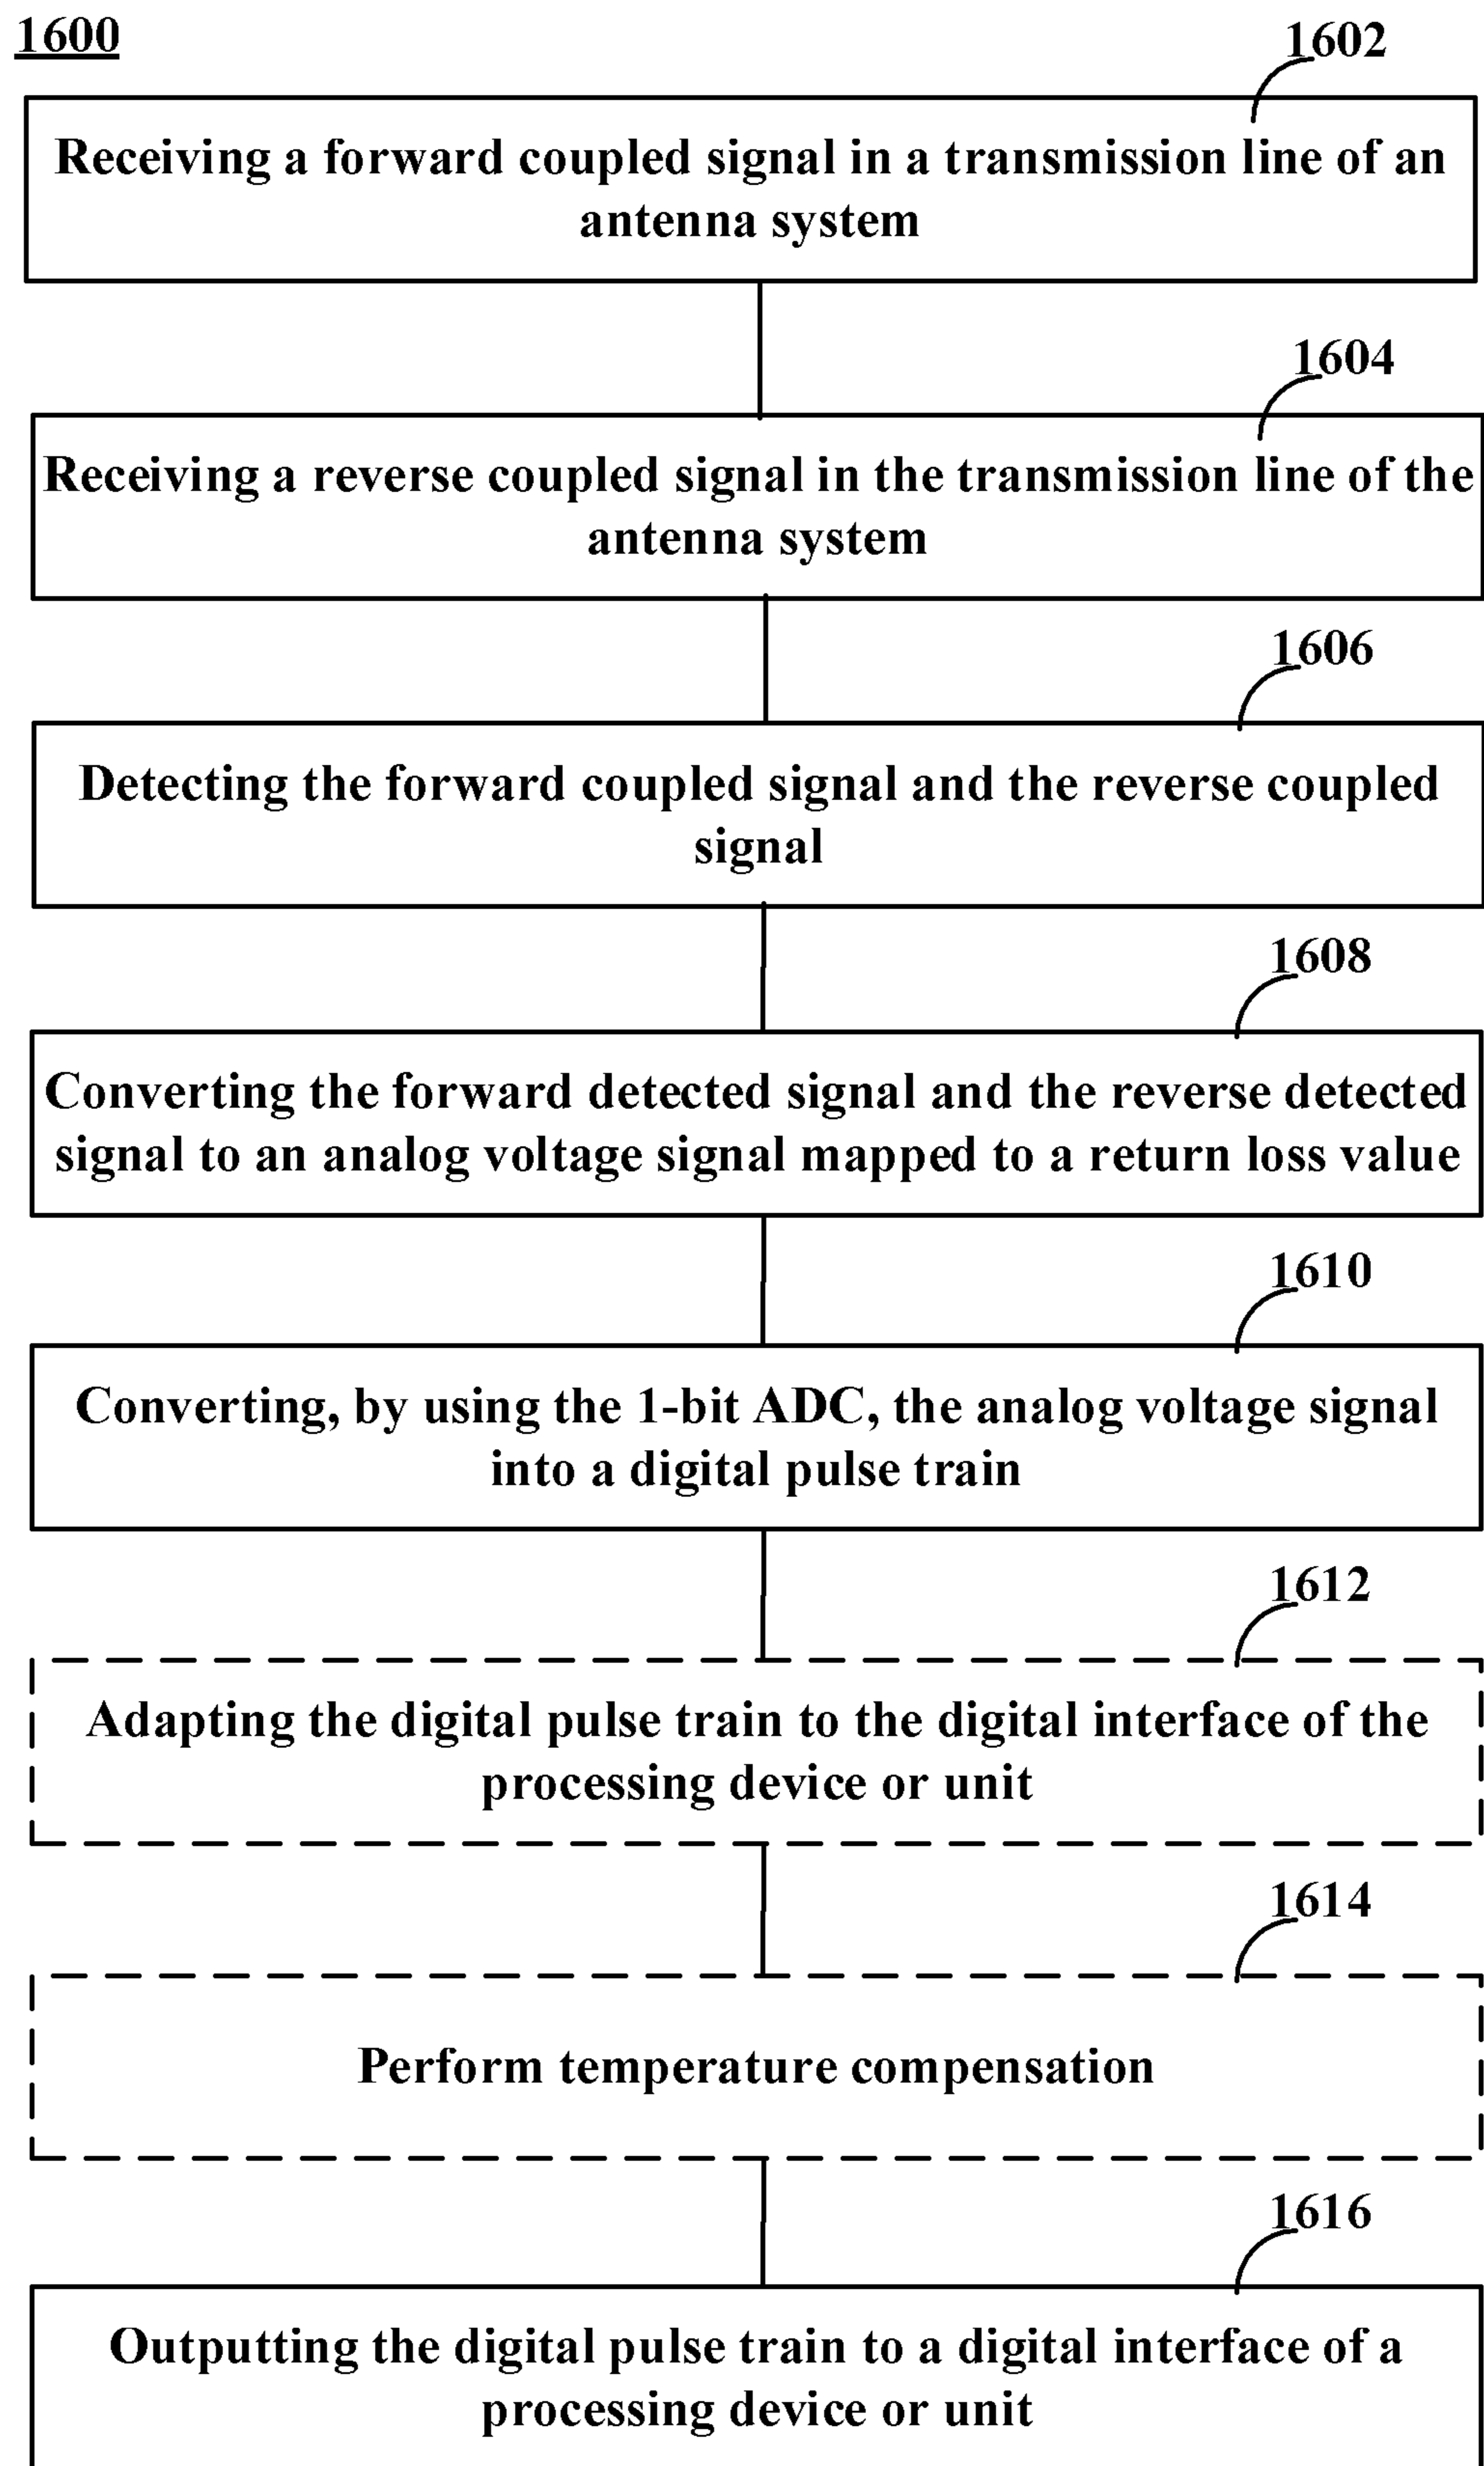 1600
1602
Receiving a forward coupled signal in a transmission line of an
antenna system
1604
Receiving a reverse coupled signal in the transmission line of the
antenna system
1606
Detecting the forward coupled signal and the reverse coupled
signal
1608
Converting the forward detected signal and the reverse detected
signal to an analog voltage signal mapped to a return loss value
1610
Converting, by using the 1-bit ADC, the analog voltage signal
into a digital pulse train
1612
Adapting the digital pulse train to the digital interface of the
processing device or unit
1614
Perform temperature compensation
1616
Outputting the digital pulse train to a digital interface of a
processing device or unit